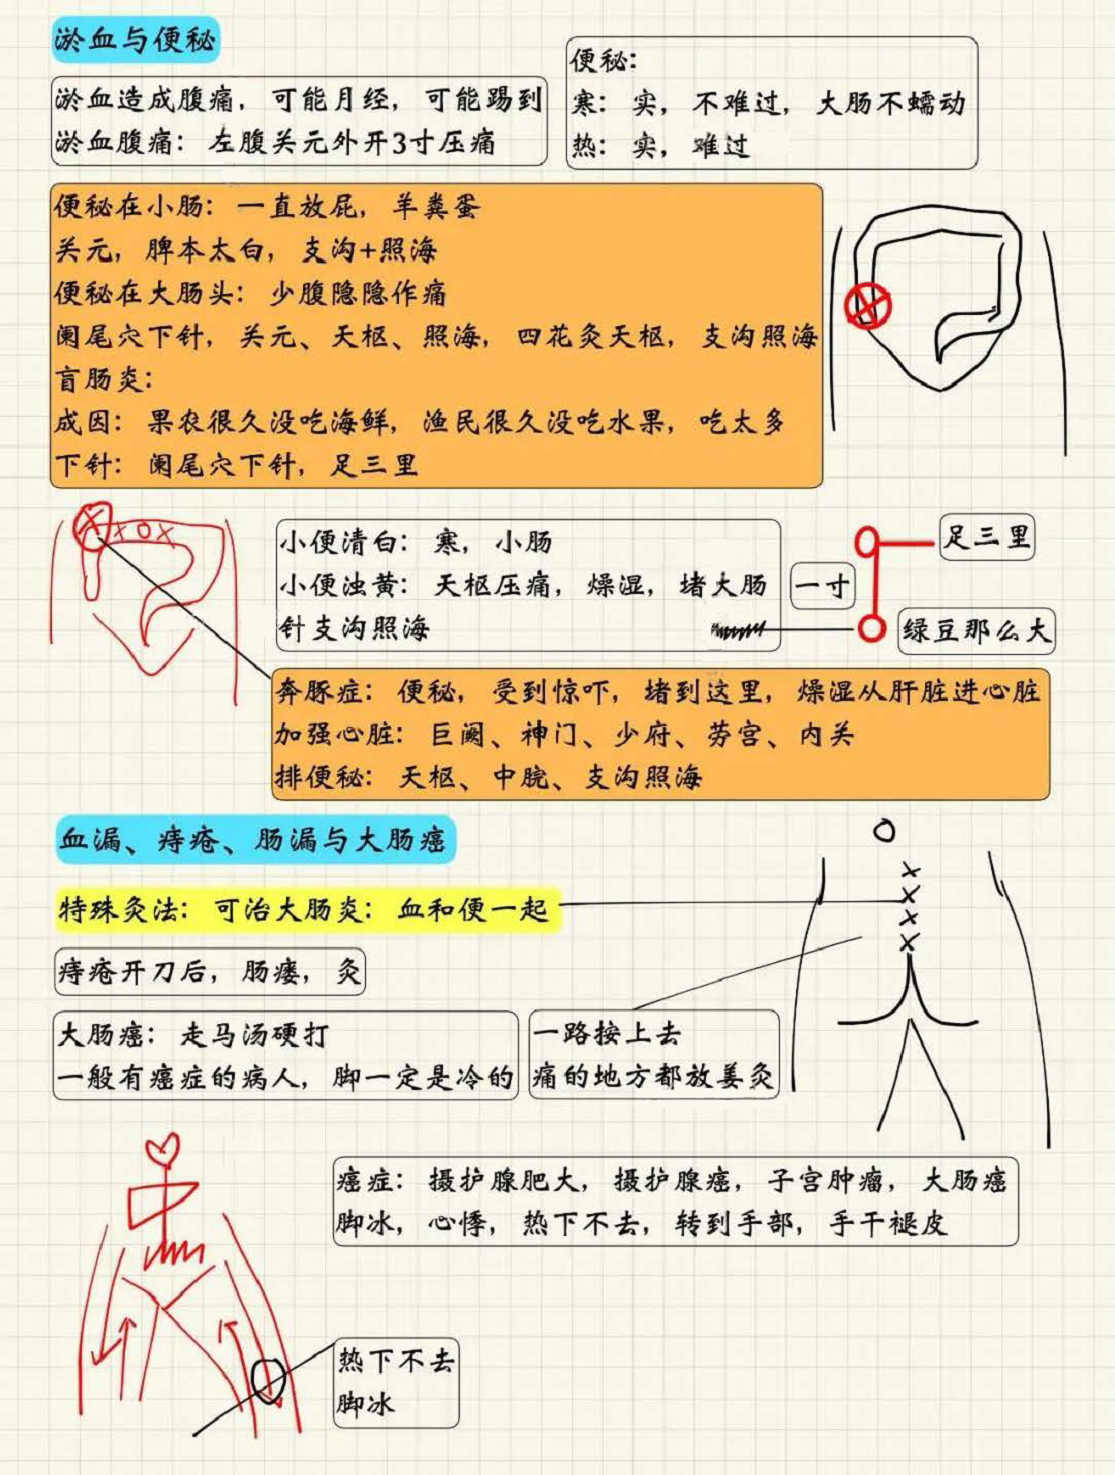 淤血与便秘
淤血造成腹痛，可能月经，可能踢到
淤血腹痛：左腹关元外开3寸压痛
便秘：
寒：实，不难过，大肠不蠕动
热：实，难过
便秘在小肠：一直放屁，羊粪蛋
关元，脾本太白，支沟+照海
便秘在大肠头：少腹隐隐作痛
阑尾穴下针，关元、天枢、照海，四花灸天枢，支沟照海
盲肠炎：
成因：果农很久没吃海鲜，渔民很久没吃水果，吃太多
下针：阑尾穴下针，足三里
小便清白：寒，小肠
小便浊黄：天枢压痛，燥湿，堵大肠
针支沟照海
足三里
一寸
绿豆那么大
奔豚症：便秘，受到惊吓，堵到这里，燥湿从肝脏进心脏
加强心脏：巨阙、神门、少府、劳宫、内关
排便秘：天枢、中脘、支沟照海
血漏、痔疮、肠漏与大肠癌
特殊灸法：可治大肠炎：血和便一起
痔疮开刀后，肠瘘，灸
大肠癌：走马汤硬打
一般有癌症的病人，脚一定是冷的
一路按上去
痛的地方都放姜灸
癌症：摄护腺肥大，摄护腺癌，子宫肿瘤，大肠癌
脚冰，心悸，热下不去，转到手部，手干褪皮
热下不去
脚冰